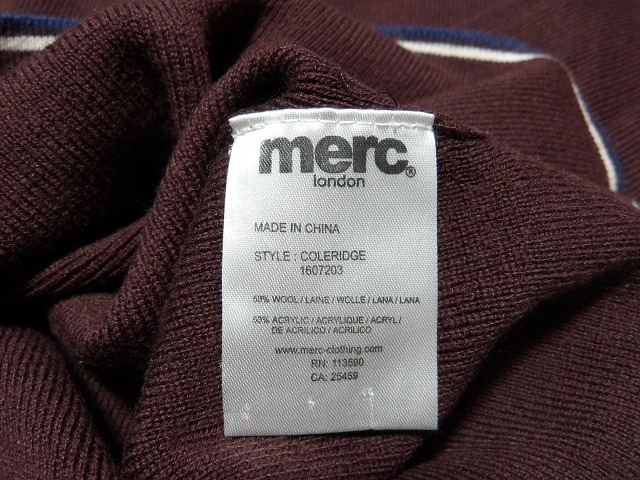 merc®
london
MADE IN CHINA
STYLE : COLERIDGE
1607203
50% WOOL / LAINE / WOLLE / LANA / LANA
50% ACRYLIC / ACRYLIQUE / ACRYL /
DE ACRILICO / ACRILICO
www.merc-clothing.com
RN: 113590
CA: 25459